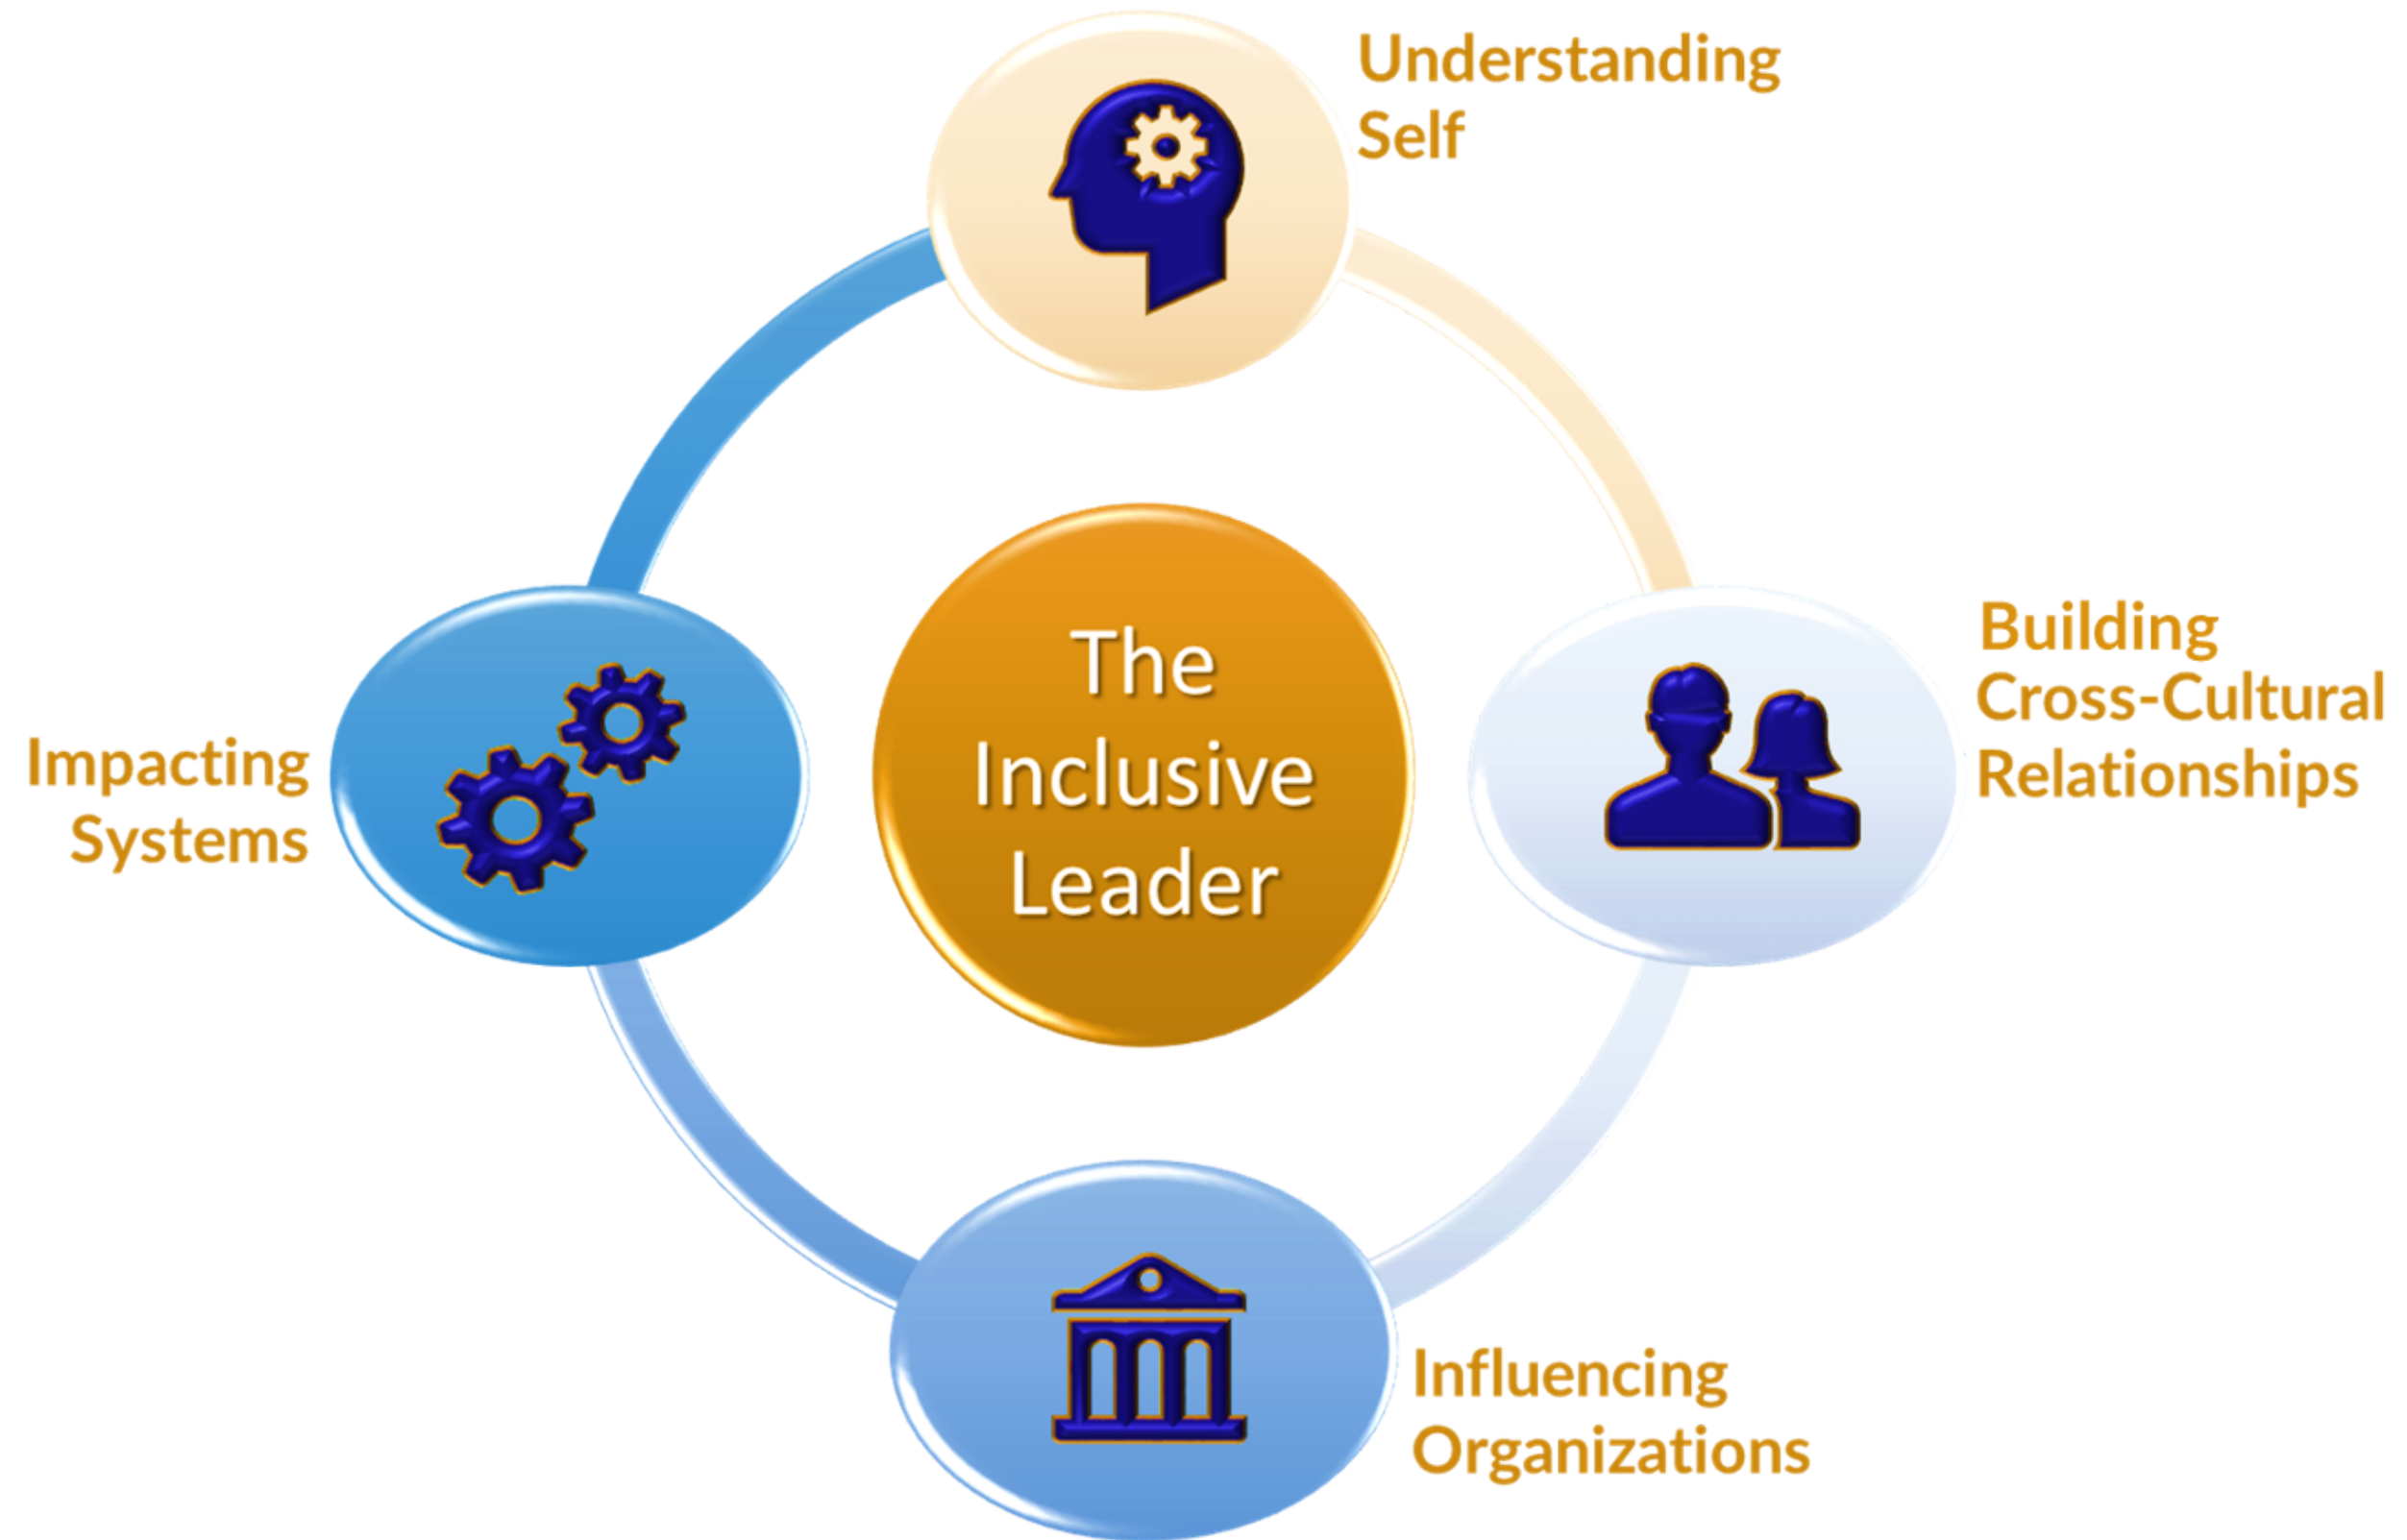 Understanding
Self
Building
Cross-Cultural
Relationships
The
Inclusive
Leader
Impacting
Systems
Influencing
Organizations